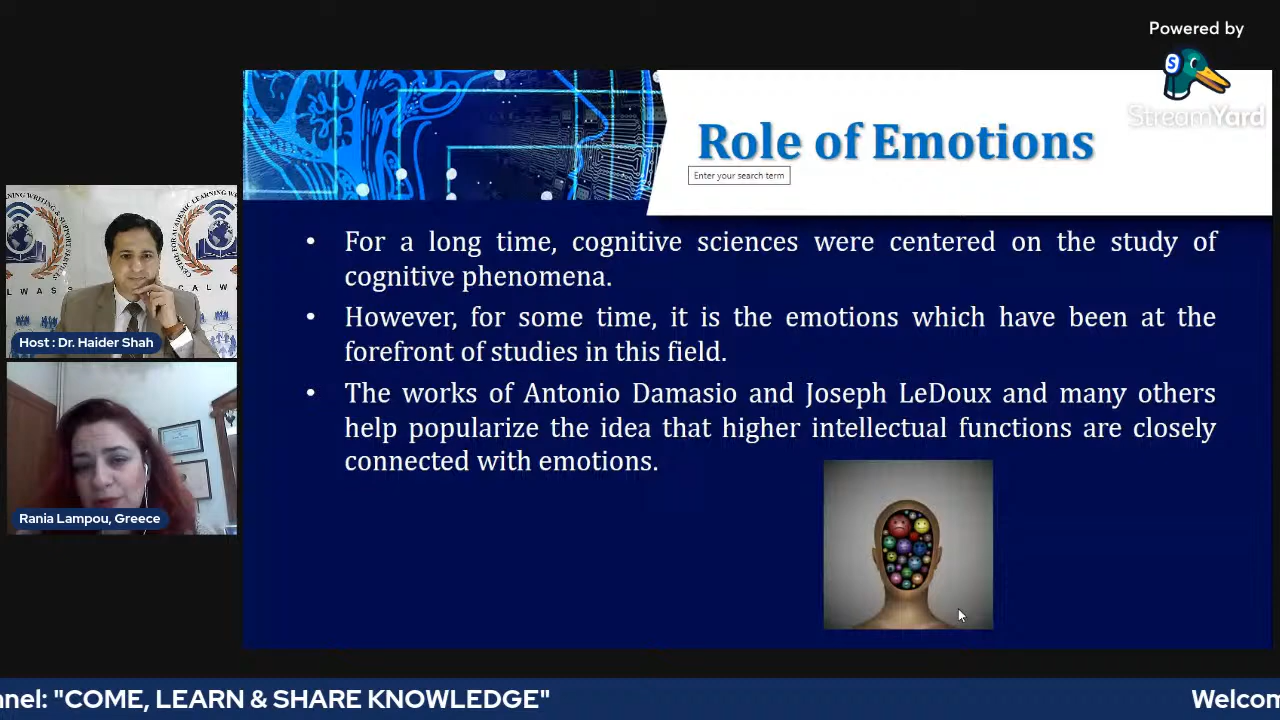 Powered by
S
StreamYard
Role of Emotions
Enter your search term
• For a long time, cognitive sciences were centered on the study of
cognitive phenomena.
• However, for some time, it is the emotions which have been at the
forefront of studies in this field.
• The works of Antonio Damasio and Joseph LeDoux and many others
help popularize the idea that higher intellectual functions are closely
connected with emotions.
Host : Dr. Haider Shah
Rania Lampou, Greece
nnel: "COME, LEARN & SHARE KNOWLEDGE"
Welcom